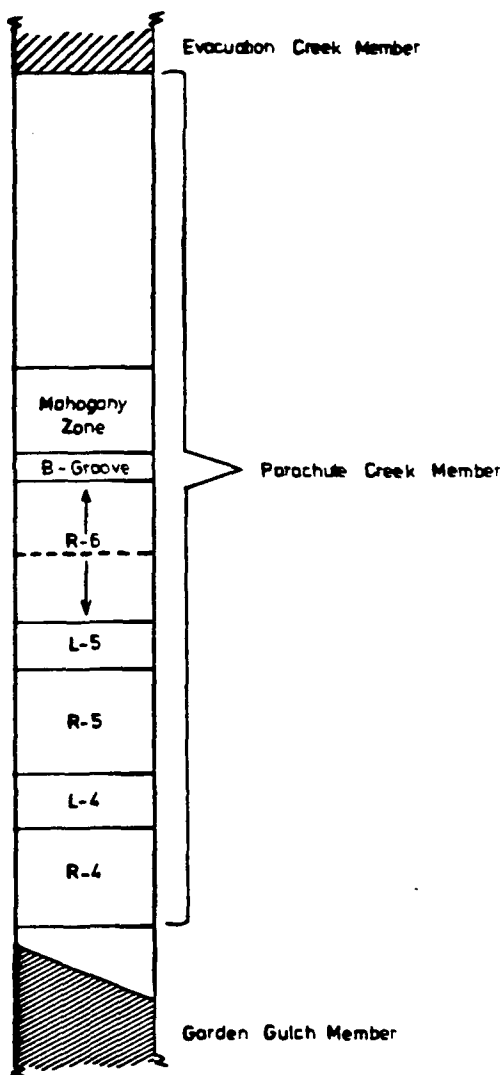 Evacuation Creek Member
Mahogany
Zone
B-Groove
Parachute Creek Member
R-6
L-5
R-5
L-4
R-4
Garden Gulch Member